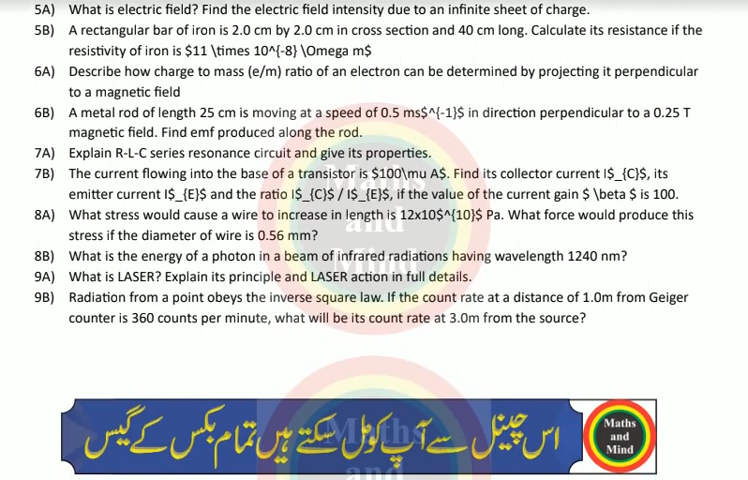 5A) What is electric field? Find the electric field intensity due to an infinite sheet of charge.
5B) A rectangular bar of iron is 2.0 cm by 2.0 cm in cross section and 40 cm long. Calculate its resistance if the
resistivity of iron is $11 \times 10^{-8} \Omega m$
6A) Describe how charge to mass (e/m) ratio of an electron can be determined by projecting it perpendicular
to a magnetic field
6B) A metal rod of length 25 cm is moving at a speed of 0.5 ms$^{-1}$ in direction perpendicular to a 0.25 T
magnetic field. Find emf produced along the rod.
7A) Explain R-L-C series resonance circuit and give its properties.
7B) The current flowing into the base of a transistor is $100\mu A$. Find its collector current I$_{C}$, its
emitter current I$_{E}$ and the ratio I$_{C}$ / I$_{E}$, if the value of the current gain $ \beta $ is 100.
8A) What stress would cause a wire to increase in length is 12x10$^{10}$ Pa. What force would produce this
stress if the diameter of wire is 0.56 mm?
8B) What is the energy of a photon in a beam of infrared radiations having wavelength 1240 nm?
9A) What is LASER? Explain its principle and LASER action in full details.
9B) Radiation from a point obeys the inverse square law. If the count rate at a distance of 1.0m from Geiger
counter is 360 counts per minute, what will be its count rate at 3.0m from the source?
Maths
and
Mind
اس چینل سے آپ کو مل سکتے ہیں تمام بکس کے گیس
Maths
and
Mind
Maths
and